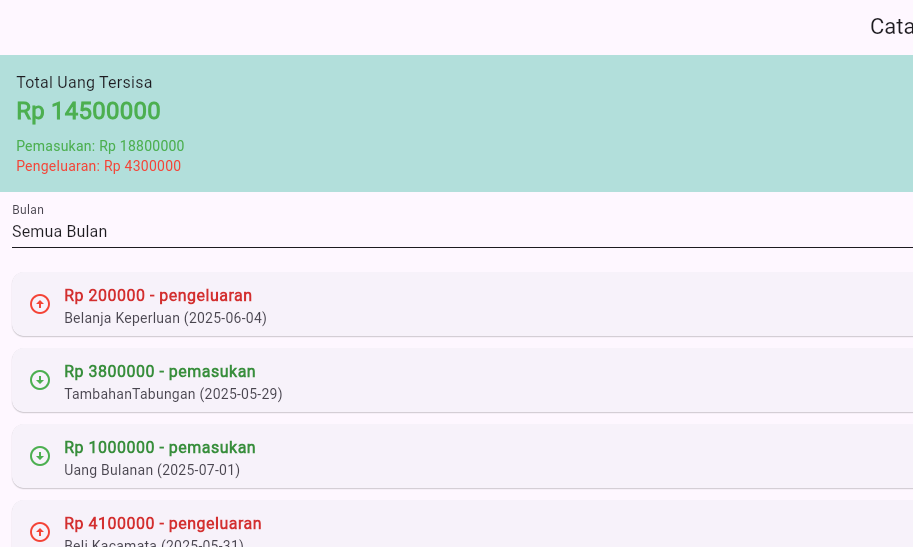 Cata
Total Uang Tersisa
Rp 14500000
Pemasukan: Rp 18800000
Pengeluaran: Rp 4300000
Bulan
Semua Bulan
Rp 200000 - pengeluaran
Belanja Keperluan (2025-06-04)
Rp 3800000 - pemasukan
TambahanTabungan (2025-05-29)
Rp 1000000 - pemasukan
Uang Bulanan (2025-07-01)
Rp 4100000 - pengeluaran
Beli Kacamata (2025-05-31)